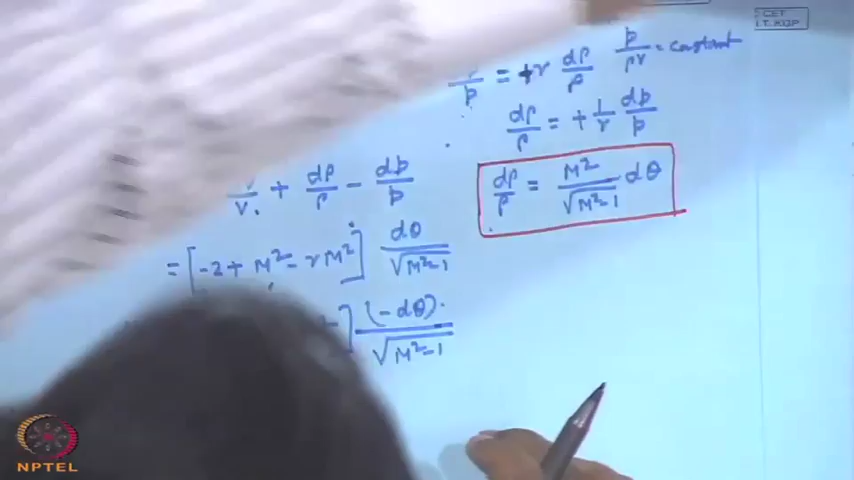 CET
I.I.T. KGP
p = +γ dρ/ρ p/ργ = constant
dρ/ρ = + 1/γ dp/p
V + dρ/ρ − dp/p
dρ/ρ = M²/√M²−1 dθ
= [−2 + M² − γM²] dθ/√M²−1
] (−dθ)/√M²−1
NPTEL